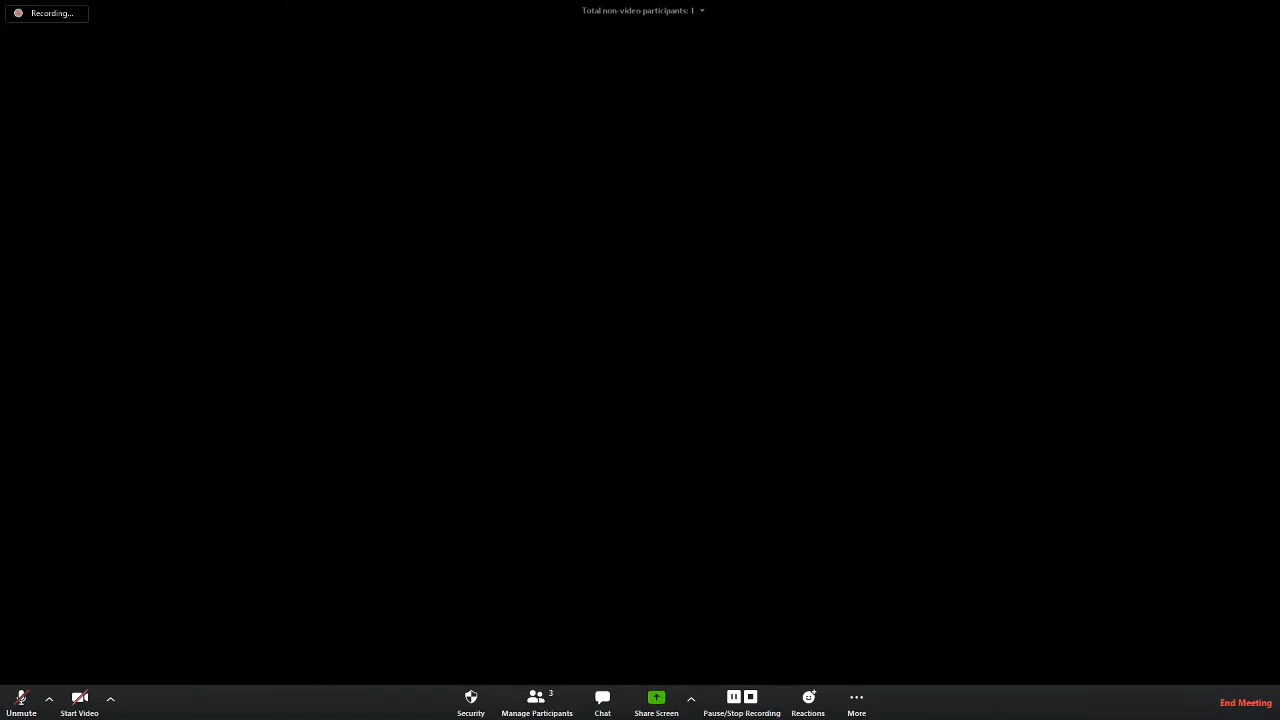 Recording...
Total non-video participants: 1
3
Unmute
Start Video
Security
Manage Participants
Chat
Share Screen
Pause/Stop Recording
Reactions
More
End Meeting